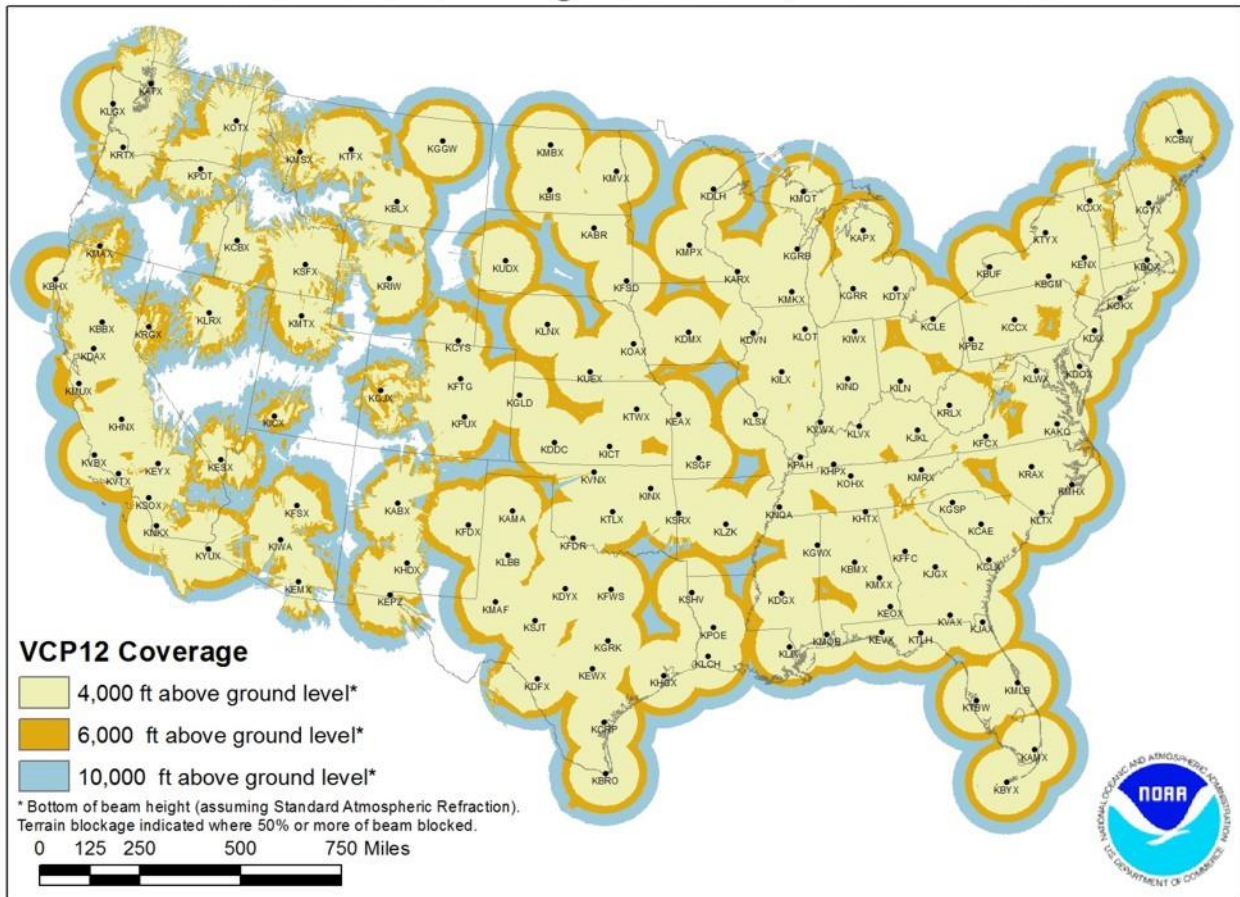 KATX
KLGX
KOTX
KRTX
KPDT
KMSX
KTFX
KGGW
KBLX
KMBX
KBIS
KMVX
KABR
KDLH
KMPX
KMQT
KCBW
KCXX
KGYX
KTYX
KAPX
KGRB
KARX
KBUF
KENX
KBGM
KBOX
KOKX
KMAX
KBHX
KCBX
KSFX
KRIW
KUDX
KFSD
KMKX
KGRR
KDTX
KCLE
KCCX
KDIX
KPBZ
KBBX
KRGX
KLRX
KMTX
KDAX
KMUX
KCYS
KLNX
KOAX
KDMX
KDVN
KLOT
KIWX
KFTG
KUEX
KGLD
KILX
KIND
KILN
KLWX
KDOX
KHNX
KICX
KGJX
KPUX
KTWX
KEAX
KLSX
KRLX
KAKQ
KVBX
KVTX
KEYX
KESX
KDDC
KICT
KSGF
KVWX
KLVX
KJKL
KFCX
KPAH
KHPX
KOHX
KMRX
KRAX
KMHX
KSOX
KNKX
KYUX
KFSX
KIWA
KEMX
KABX
KHDX
KEPZ
KFDX
KAMA
KVNX
KINX
KTLX
KSRX
KLZK
KNQA
KHTX
KGSP
KCAE
KLTX
KLBB
KFDR
KGWX
KBMX
KFFC
KJGX
KCLX
KMAF
KDYX
KFWS
KSHV
KDGX
KMXX
KEOX
KVAX
KJAX
KSJT
KGRK
KPOE
KLCH
KLIX
KMOB
KEVX
KTLH
KDFX
KEWX
KHGX
KCRP
KBRO
KTBW
KMLB
KAMX
KBYX
VCP12 Coverage
4,000 ft above ground level*
6,000 ft above ground level*
10,000 ft above ground level*
* Bottom of beam height (assuming Standard Atmospheric Refraction).
Terrain blockage indicated where 50% or more of beam blocked.
0 125 250 500 750 Miles
NATIONAL OCEANIC AND ATMOSPHERIC ADMINISTRATION
NOAA
U.S. DEPARTMENT OF COMMERCE